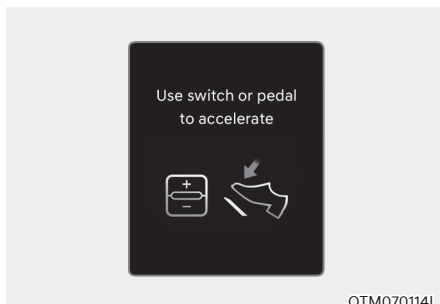 Use switch or pedal
to accelerate
+
−
OTM070114L